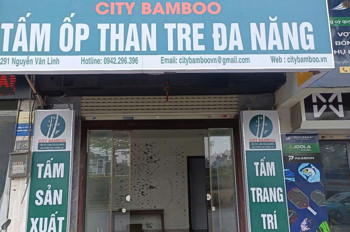 CITY BAMBOO
TẤM ỐP THAN TRE ĐA NĂNG
291 Nguyễn Văn Linh
Hotline: 0942.296.396
Email: citybamboovn@gmail.com
Web : citybamboo.vn
TẤM
SẢN
XUẤT
TẤM
TRANG
TRÍ
JOOLA